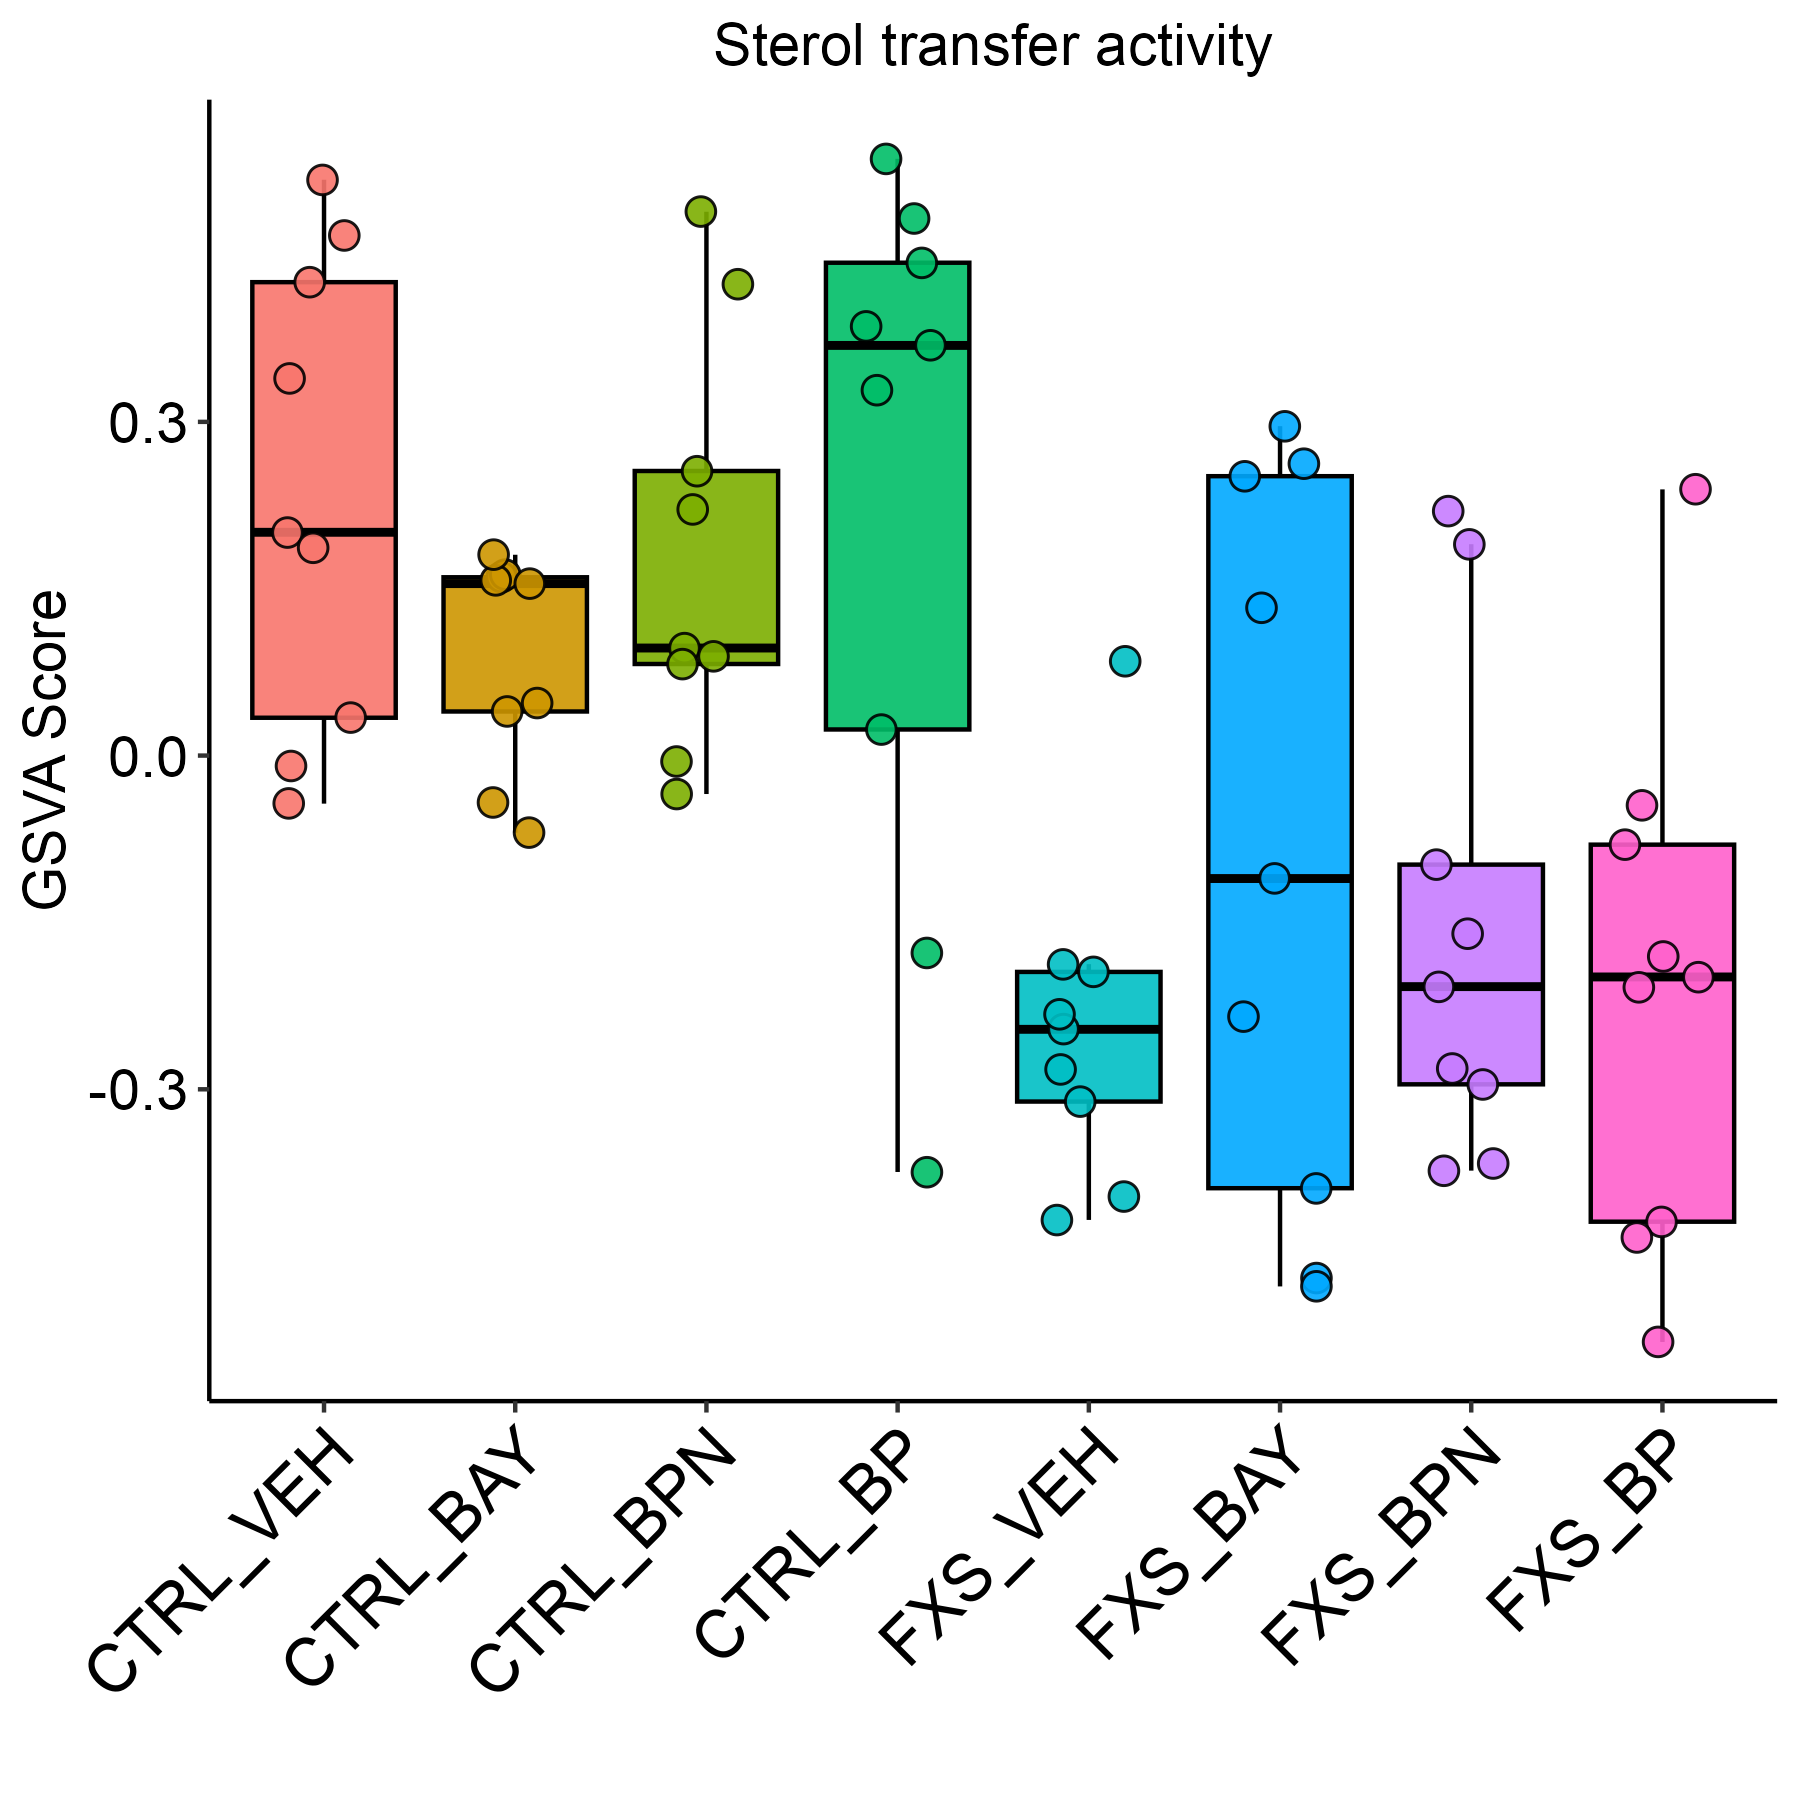 Sterol transfer activity
GSVA Score
0.3
0.0
-0.3
CTRL_VEH
CTRL_BAY
CTRL_BPN
CTRL_BP
FXS_VEH
FXS_BAY
FXS_BPN
FXS_BP